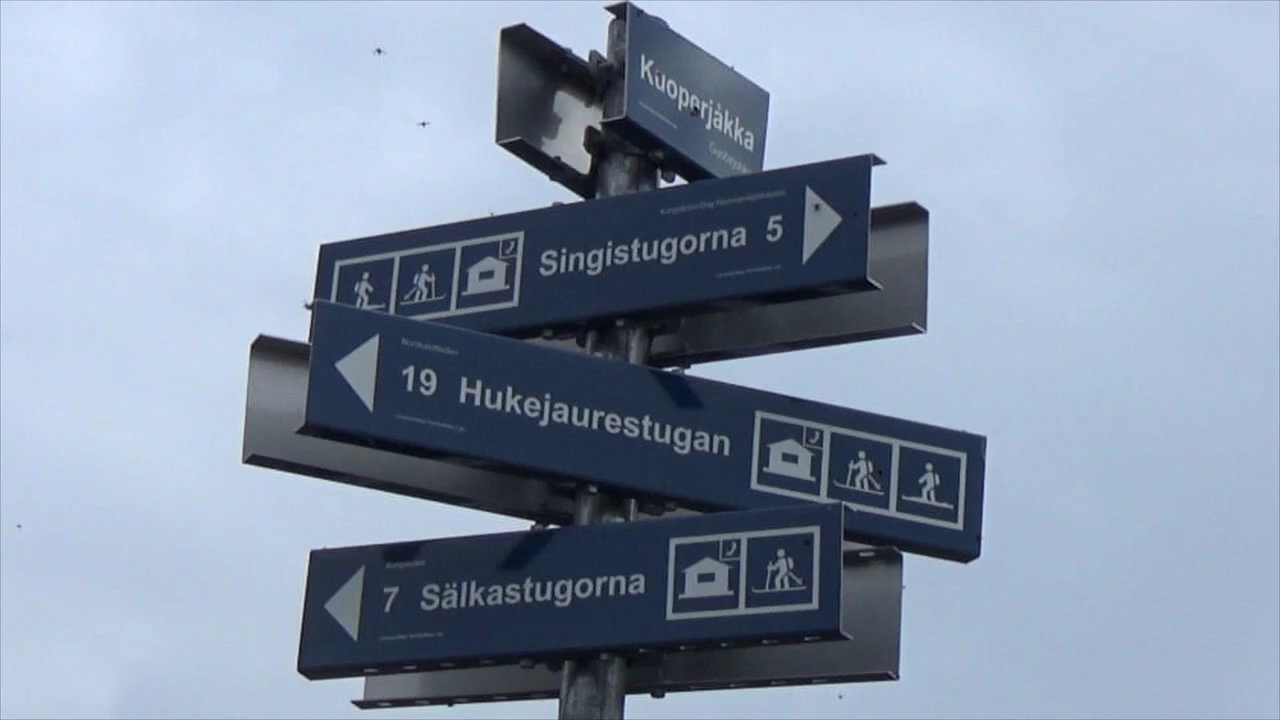 Kuoperjåkka
Singistugorna 5
19 Hukejaurestugan
7 Sälkastugorna